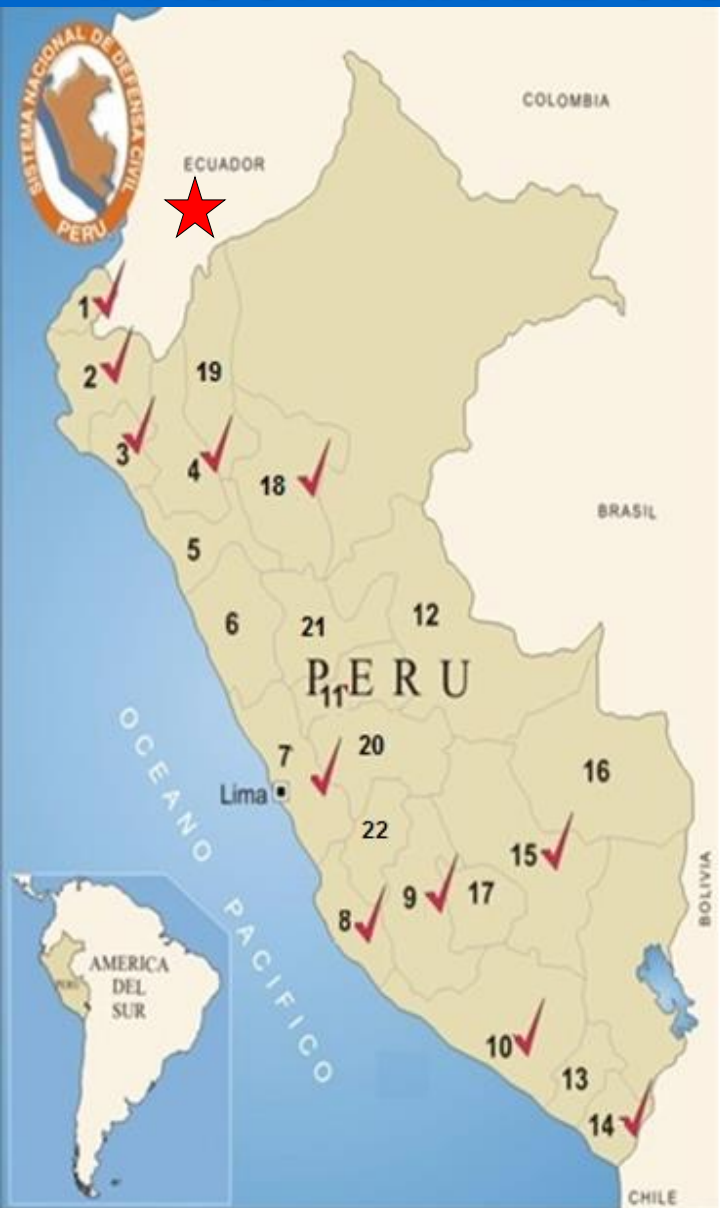 SISTEMA NACIONAL DE DEFENSA CIVIL
PERU
COLOMBIA
ECUADOR
1
2
19
3
4
18
BRASIL
5
6
21
12
PERU
11
7
20
16
Lima
22
15
OCEANO PACIFICO
9
17
8
BOLIVIA
AMERICA
DEL
SUR
PERU
10
13
14
CHILE